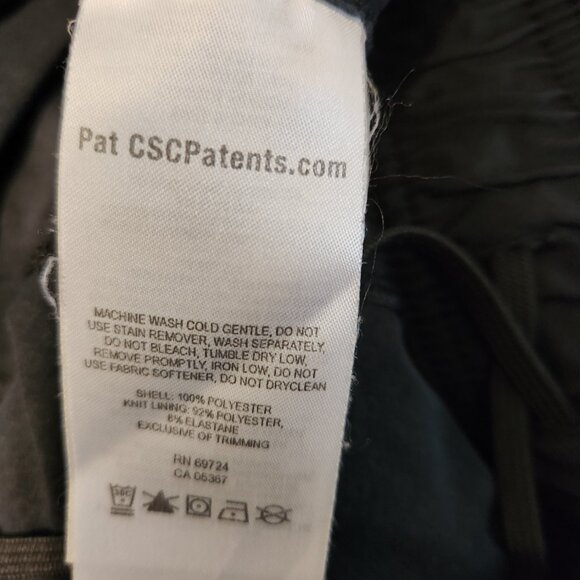 Pat CSCPatents.com
MACHINE WASH COLD GENTLE, DO NOT
USE STAIN REMOVER, WASH SEPARATELY,
DO NOT BLEACH, TUMBLE DRY LOW,
REMOVE PROMPTLY, IRON LOW, DO NOT
USE FABRIC SOFTENER, DO NOT DRYCLEAN
SHELL: 100% POLYESTER
KNIT LINING: 92% POLYESTER,
8% ELASTANE
EXCLUSIVE OF TRIMMING
RN 69724
CA 05367